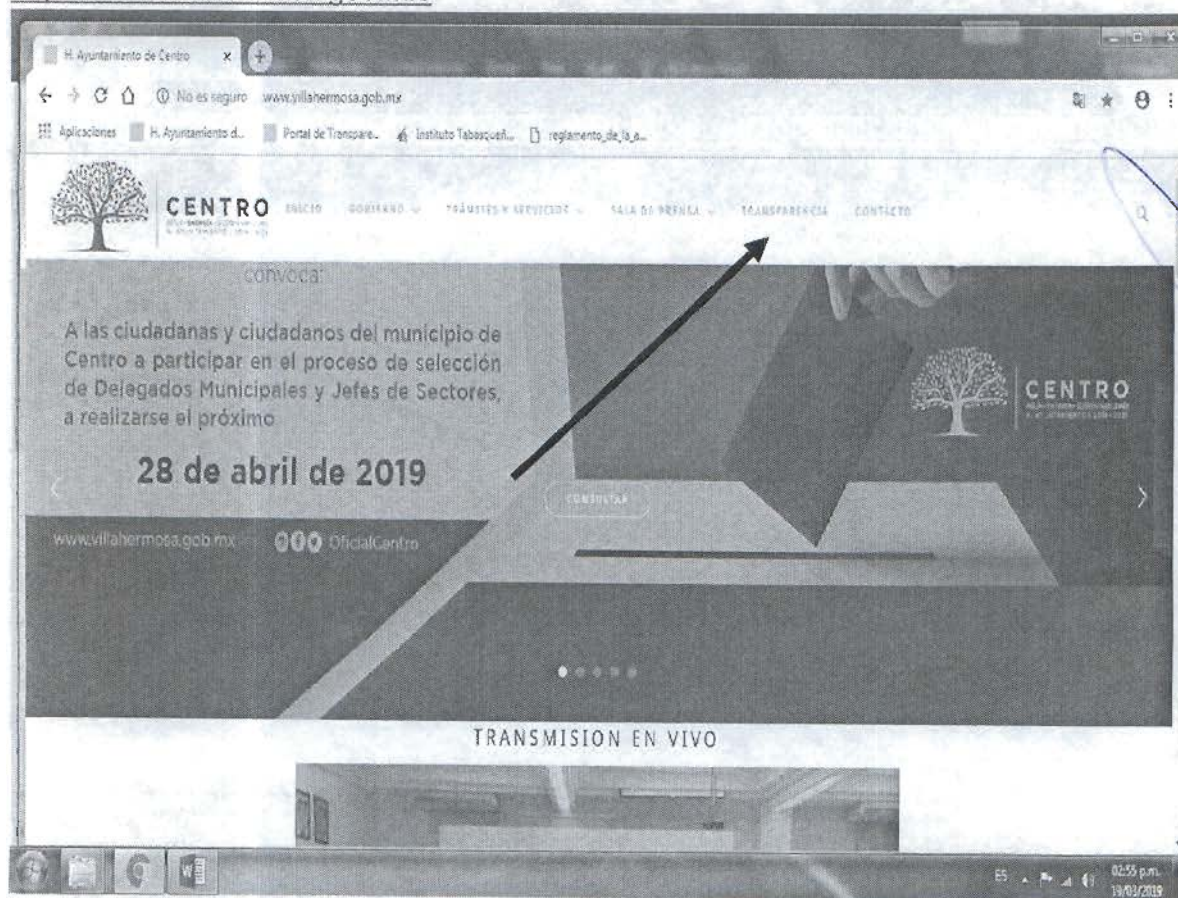 H. Ayuntamiento de Centro x +
No es seguro www.villahermosa.gob.mx
Aplicaciones H. Ayuntamiento d... Portal de Transpare... Instituto Tabasqueñ... reglamento_de_la_a...
CENTRO INICIO GOBIERNO TRÁMITES Y SERVICIOS SALA DE PRENSA TRANSPARENCIA CONTACTO
convoca:
A las ciudadanas y ciudadanos del municipio de
Centro a participar en el proceso de selección
de Delegados Municipales y Jefes de Sectores,
a realizarse el próximo
28 de abril de 2019
CENTRO
CONSULTAR
www.villahermosa.gob.mx OficialCentro
TRANSMISION EN VIVO
ES 02:55 p.m.
19/03/2019